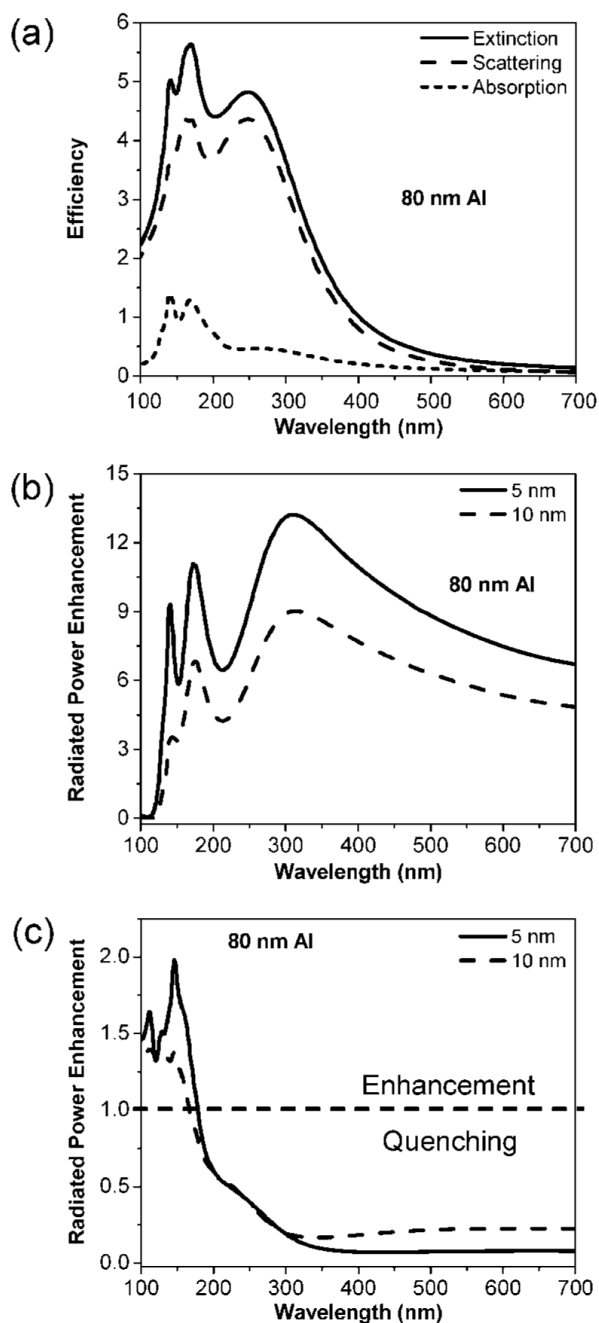 (a)
6
5
4
3
2
1
0
Efficiency
Extinction
Scattering
Absorption
80 nm Al
100 200 300 400 500 600 700
Wavelength (nm)
(b)
15
12
9
6
3
0
Radiated Power Enhancement
5 nm
10 nm
80 nm Al
100 200 300 400 500 600 700
Wavelength (nm)
(c)
2.0
1.5
1.0
0.5
0.0
Radiated Power Enhancement
80 nm Al
5 nm
10 nm
Enhancement
Quenching
100 200 300 400 500 600 700
Wavelength (nm)